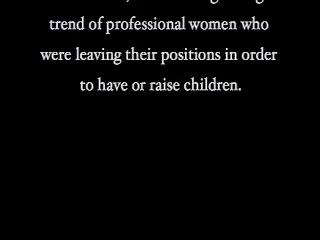 trend of professional women who
were leaving their positions in order
to have or raise children.